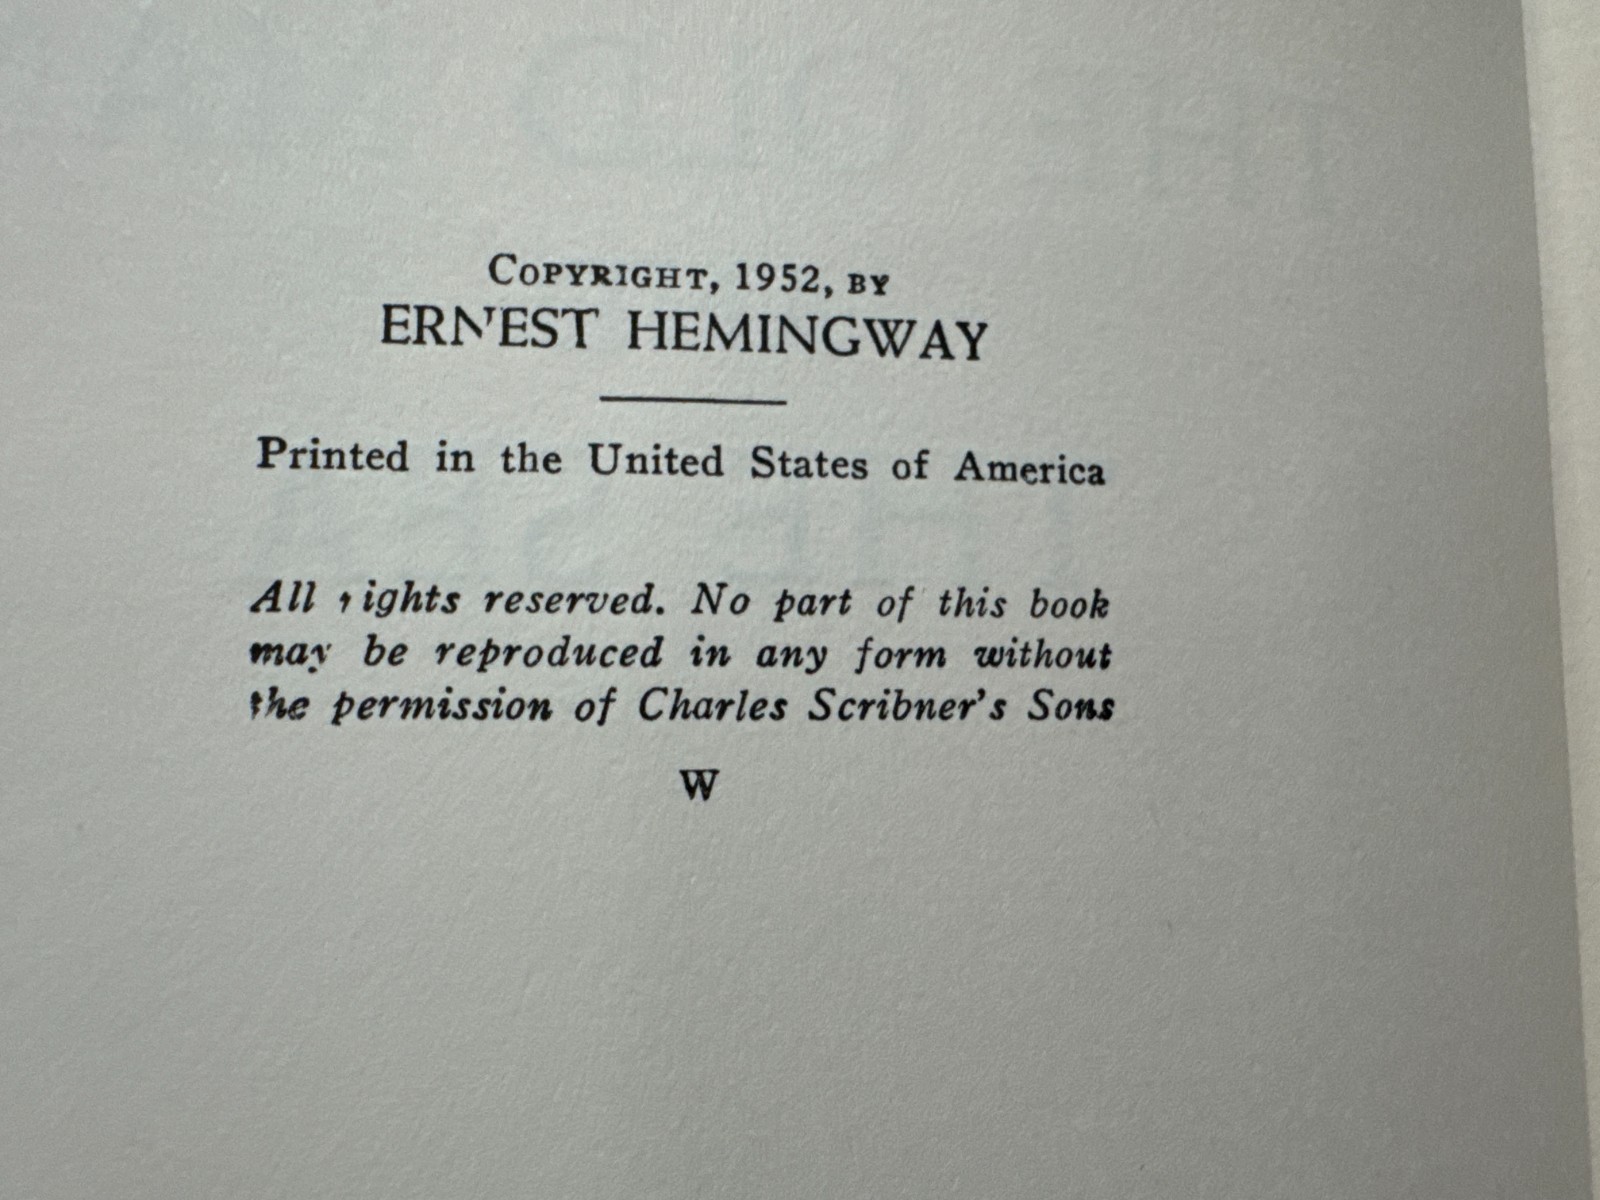 COPYRIGHT, 1952, BY
ERNEST HEMINGWAY
Printed in the United States of America
All rights reserved. No part of this book
may be reproduced in any form without
the permission of Charles Scribner's Sons
W